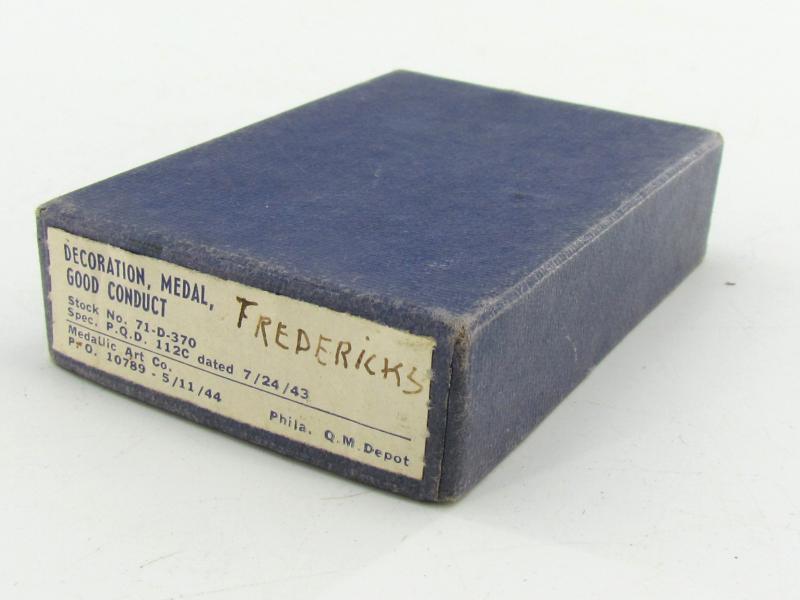 DECORATION, MEDAL,
GOOD CONDUCT
FREDERICKS
Stock No. 71-D-370
Spec. P.Q.D. 112C dated 7/24/43
Medallic Art Co.
P.O. 10789 - 5/11/44
Phila. Q.M. Depot